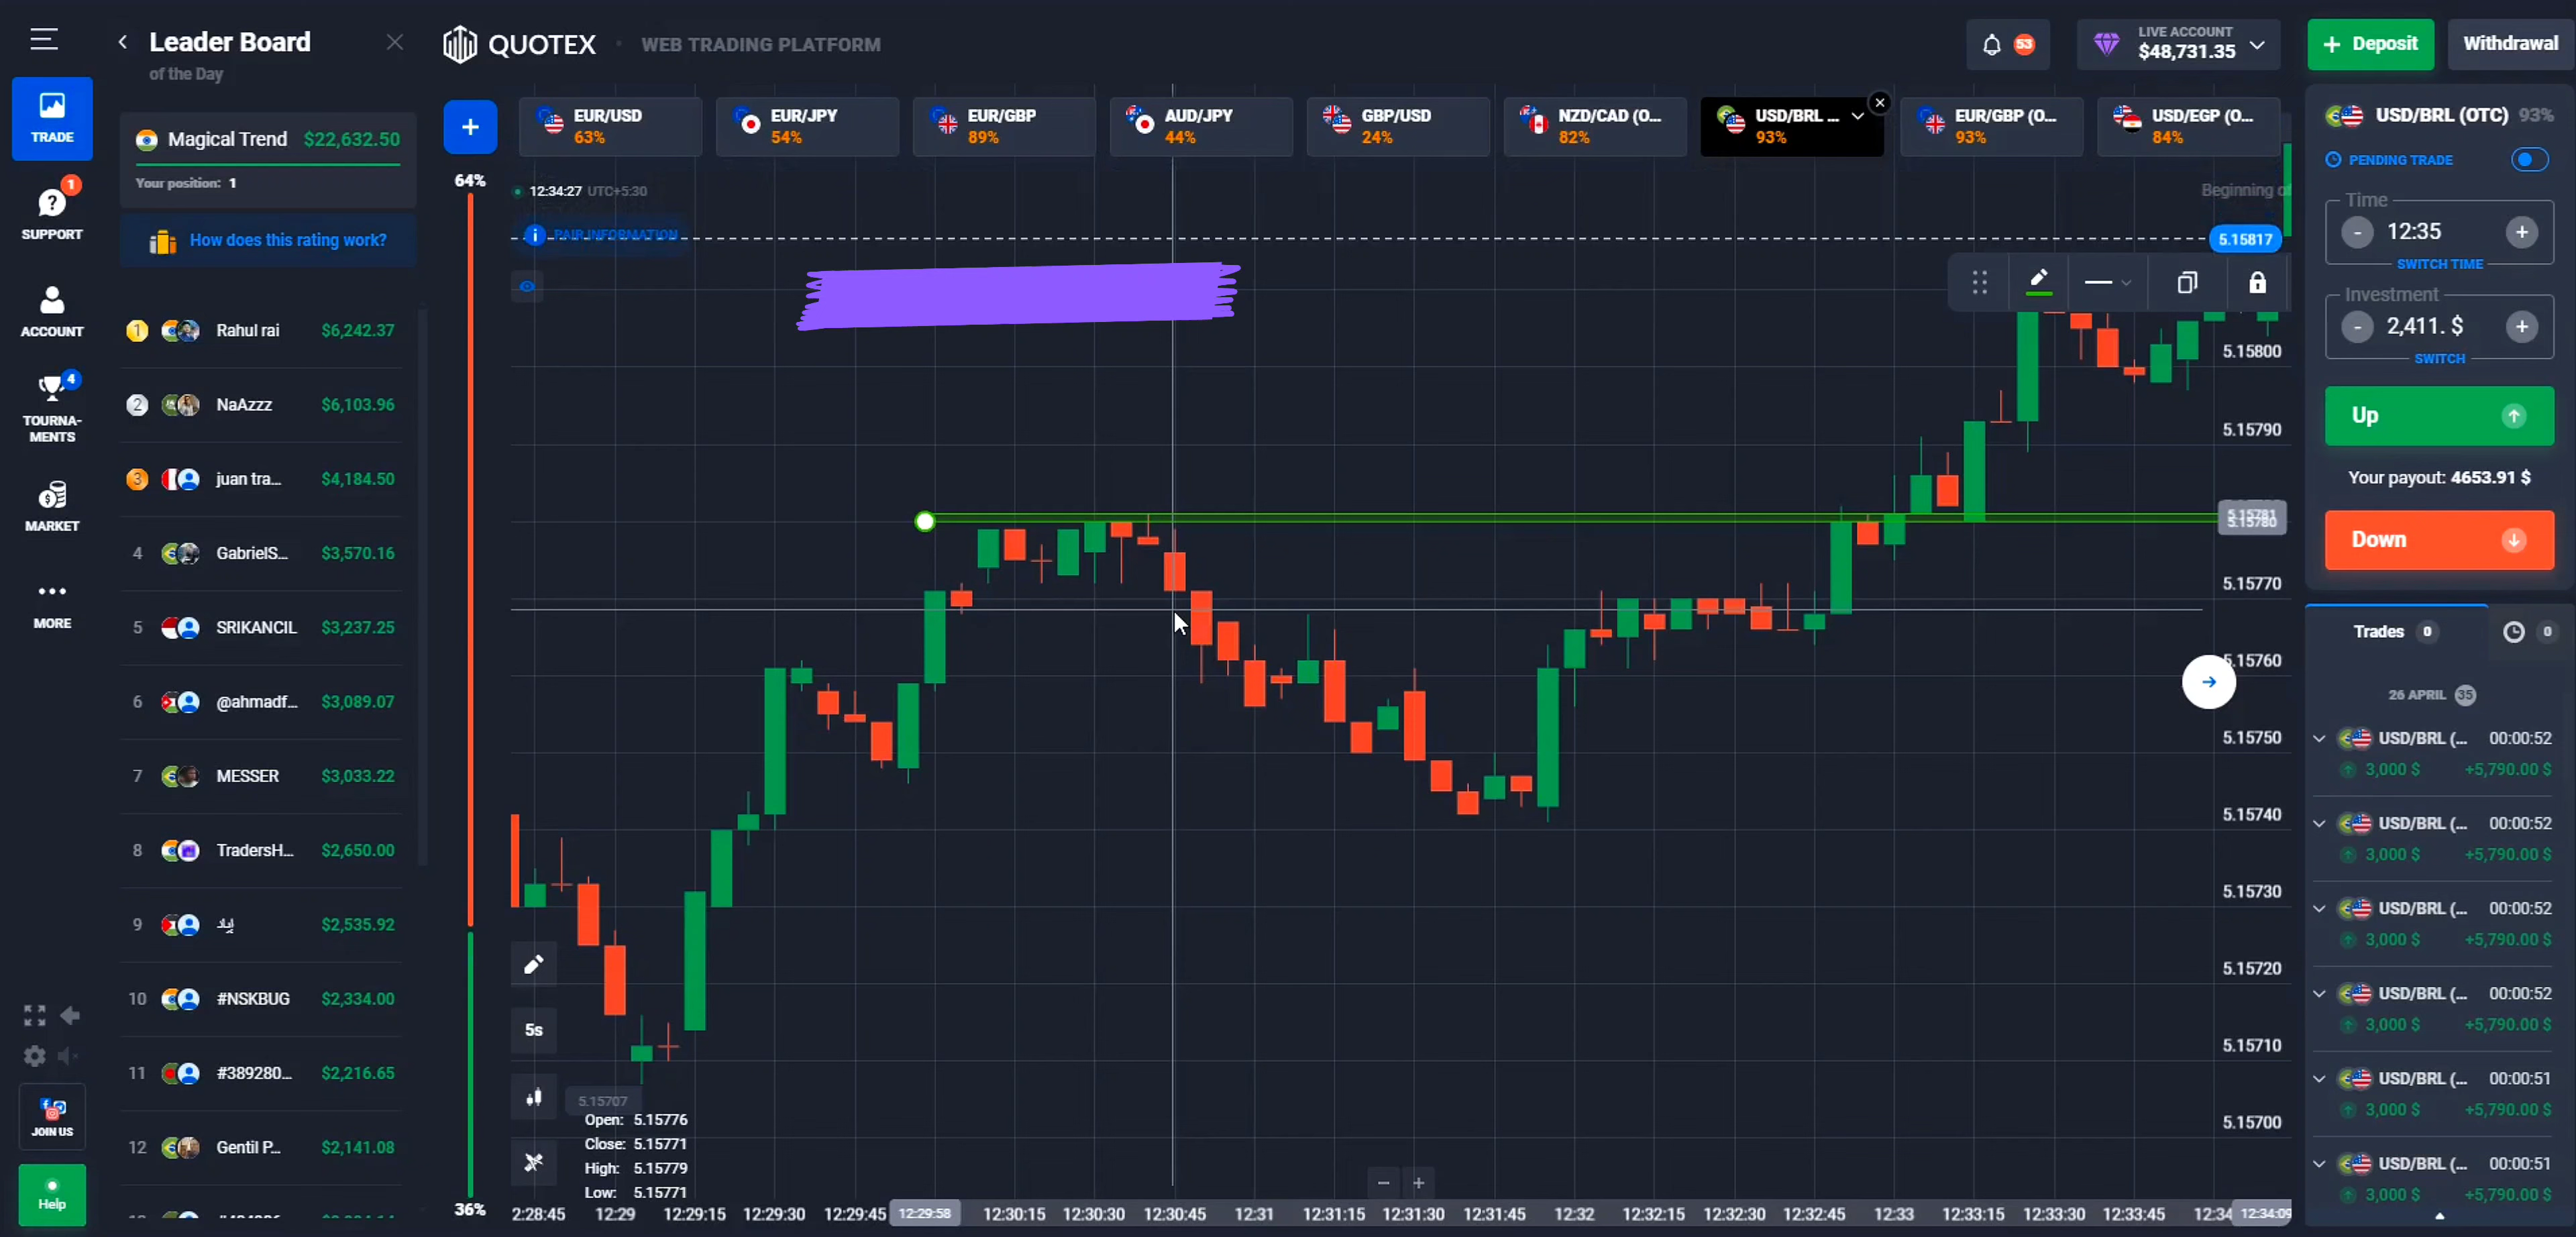 Leader Board
of the Day
QUOTEX
WEB TRADING PLATFORM
53
LIVE ACCOUNT
$48,731.35
+ Deposit
Withdrawal
TRADE
1
SUPPORT
ACCOUNT
4
TOURNA-
MENTS
MARKET
MORE
JOIN US
Help
Magical Trend $22,632.50
Your position: 1
How does this rating work?
1 Rahul rai $6,242.37
2 NaAzzz $6,103.96
3 juan tra... $4,184.50
4 GabrielS... $3,570.16
5 SRIKANCIL $3,237.25
6 @ahmadf... $3,089.07
7 MESSER $3,033.22
8 TradersH... $2,650.00
9 إياد $2,535.92
10 #NSKBUG $2,334.00
11 #389280... $2,216.65
12 Gentil P... $2,141.08
+
EUR/USD
63%
EUR/JPY
54%
EUR/GBP
89%
AUD/JPY
44%
GBP/USD
24%
NZD/CAD (O...
82%
USD/BRL ...
93%
EUR/GBP (O...
93%
USD/EGP (O...
84%
64%
36%
12:34:27 UTC+5:30
PAIR INFORMATION
Beginning o
5.15817
5.15800
5.15790
5.15781
5.15780
5.15770
5.15760
5.15750
5.15740
5.15730
5.15720
5.15710
5.15700
5s
5.15707
Open: 5.15776
Close: 5.15771
High: 5.15779
Low: 5.15771
2:28:45 12:29 12:29:15 12:29:30 12:29:45 12:29:58 12:30:15 12:30:30 12:30:45 12:31 12:31:15 12:31:30 12:31:45 12:32 12:32:15 12:32:30 12:32:45 12:33 12:33:15 12:33:30 12:33:45 12:34 12:34:09
USD/BRL (OTC) 93%
PENDING TRADE
Time
- 12:35 +
SWITCH TIME
Investment
- 2,411. $ +
SWITCH
Up
Your payout: 4653.91 $
Down
Trades 0
0
26 APRIL 35
USD/BRL (... 00:00:52
3,000 $ +5,790.00 $
USD/BRL (... 00:00:52
3,000 $ +5,790.00 $
USD/BRL (... 00:00:52
3,000 $ +5,790.00 $
USD/BRL (... 00:00:52
3,000 $ +5,790.00 $
USD/BRL (... 00:00:51
3,000 $ +5,790.00 $
USD/BRL (... 00:00:51
3,000 $ +5,790.00 $